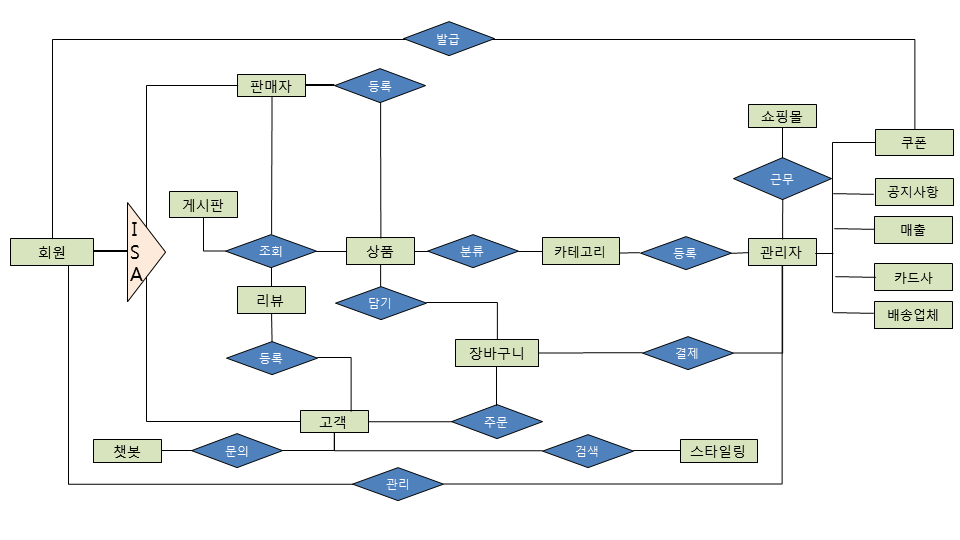 발급
판매자
등록
쇼핑몰
쿠폰
근무
공지사항
게시판
매출
회원
I
S
A
조회
상품
분류
카테고리
등록
관리자
카드사
리뷰
담기
배송업체
등록
장바구니
결제
고객
주문
챗봇
문의
검색
스타일링
관리